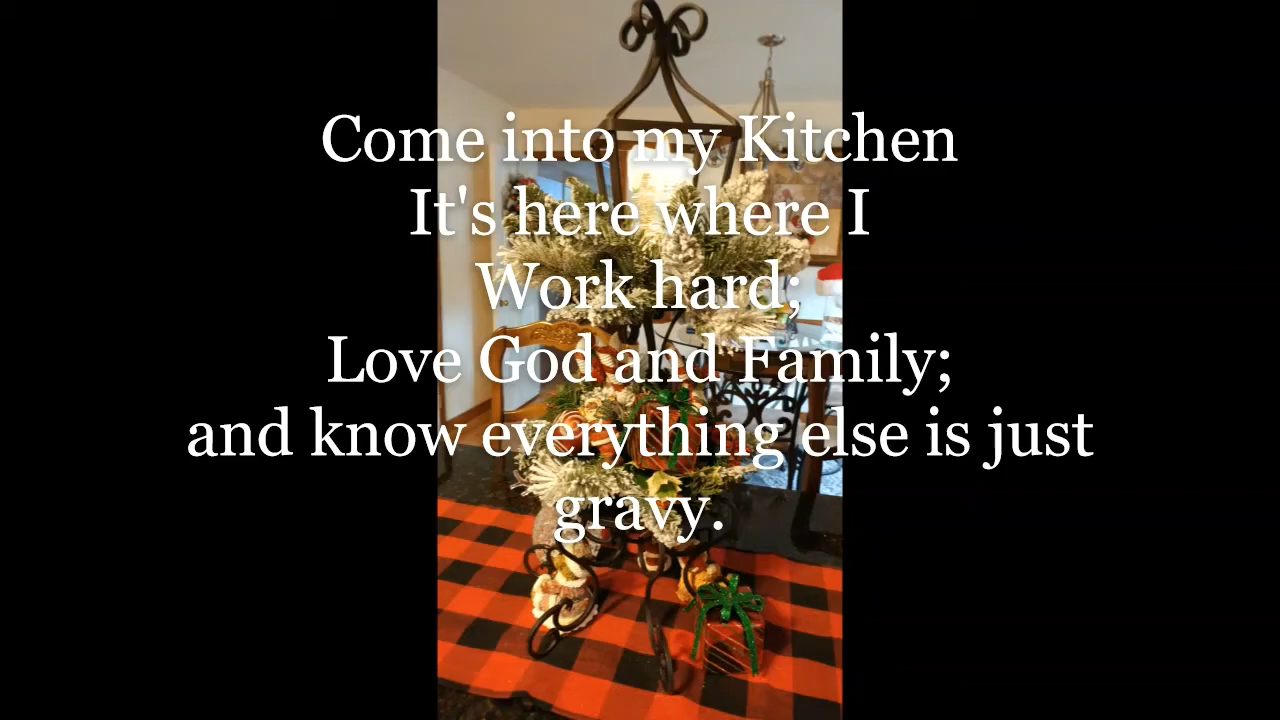 Come into my Kitchen
It's here where I
Work hard;
Love God and Family;
and know everything else is just
gravy.